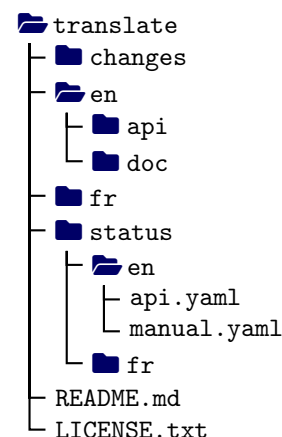 translate
changes
en
api
doc
fr
status
en
api.yaml
manual.yaml
fr
README.md
LICENSE.txt